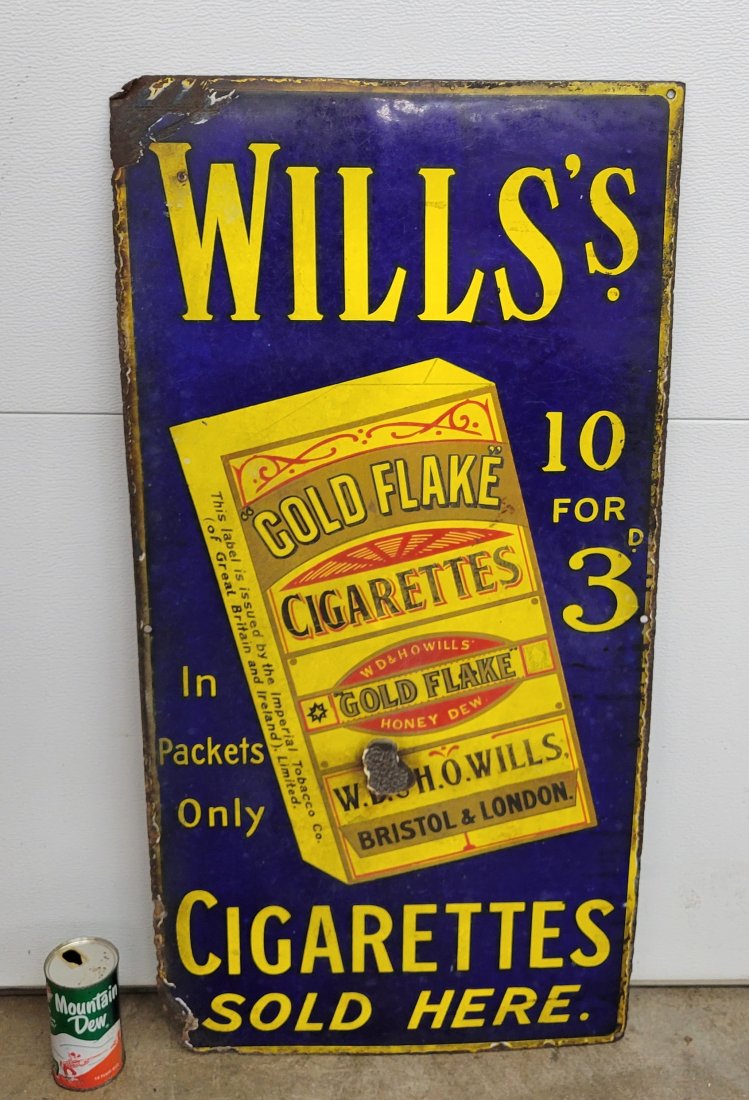 WILLS'S.
10
FOR
3D
"GOLD FLAKE"
CIGARETTES
This label is issued by the Imperial Tobacco Co.
(of Great Britain and Ireland), Limited.
W D & H O WILLS'
"GOLD FLAKE"
HONEY DEW
W.D. & H.O. WILLS.
BRISTOL & LONDON.
In
Packets
Only
CIGARETTES
SOLD HERE.
Mountain
Dew